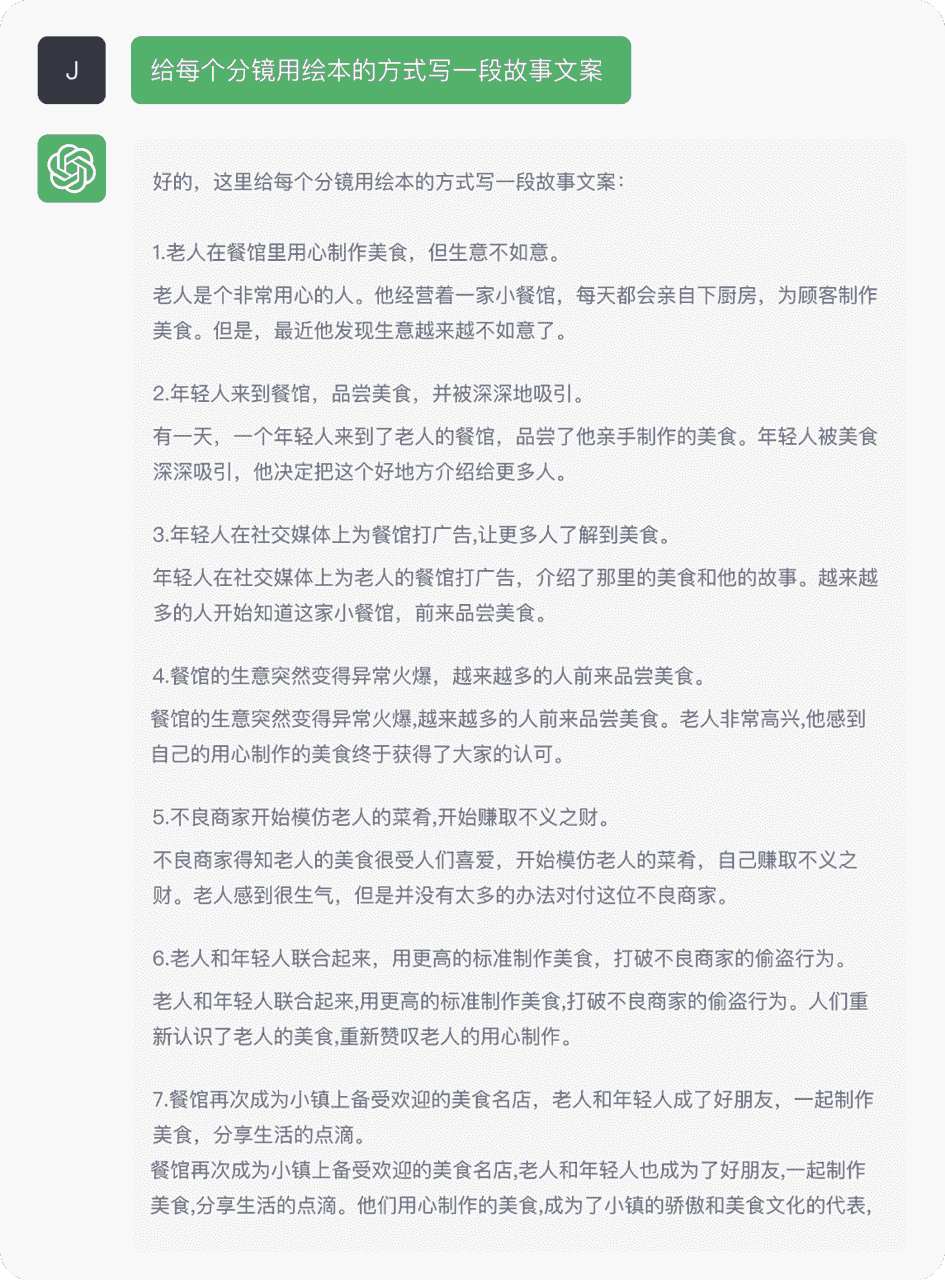 J
给每个分镜用绘本的方式写一段故事文案
好的，这里给每个分镜用绘本的方式写一段故事文案：
1.老人在餐馆里用心制作美食，但生意不如意。
老人是个非常用心的人。他经营着一家小餐馆，每天都会亲自下厨房，为顾客制作
美食。但是，最近他发现生意越来越不如意了。
2.年轻人来到餐馆，品尝美食，并被深深地吸引。
有一天，一个年轻人来到了老人的餐馆，品尝了他亲手制作的美食。年轻人被美食
深深吸引，他决定把这个好地方介绍给更多人。
3.年轻人在社交媒体上为餐馆打广告,让更多人了解到美食。
年轻人在社交媒体上为老人的餐馆打广告，介绍了那里的美食和他的故事。越来越
多的人开始知道这家小餐馆，前来品尝美食。
4.餐馆的生意突然变得异常火爆，越来越多的人前来品尝美食。
餐馆的生意突然变得异常火爆,越来越多的人前来品尝美食。老人非常高兴,他感到
自己的用心制作的美食终于获得了大家的认可。
5.不良商家开始模仿老人的菜肴,开始赚取不义之财。
不良商家得知老人的美食很受人们喜爱，开始模仿老人的菜肴，自己赚取不义之
财。老人感到很生气，但是并没有太多的办法对付这位不良商家。
6.老人和年轻人联合起来，用更高的标准制作美食，打破不良商家的偷盗行为。
老人和年轻人联合起来,用更高的标准制作美食,打破不良商家的偷盗行为。人们重
新认识了老人的美食,重新赞叹老人的用心制作。
7.餐馆再次成为小镇上备受欢迎的美食名店，老人和年轻人成了好朋友，一起制作
美食，分享生活的点滴。
餐馆再次成为小镇上备受欢迎的美食名店,老人和年轻人也成为了好朋友,一起制作
美食,分享生活的点滴。他们用心制作的美食,成为了小镇的骄傲和美食文化的代表,